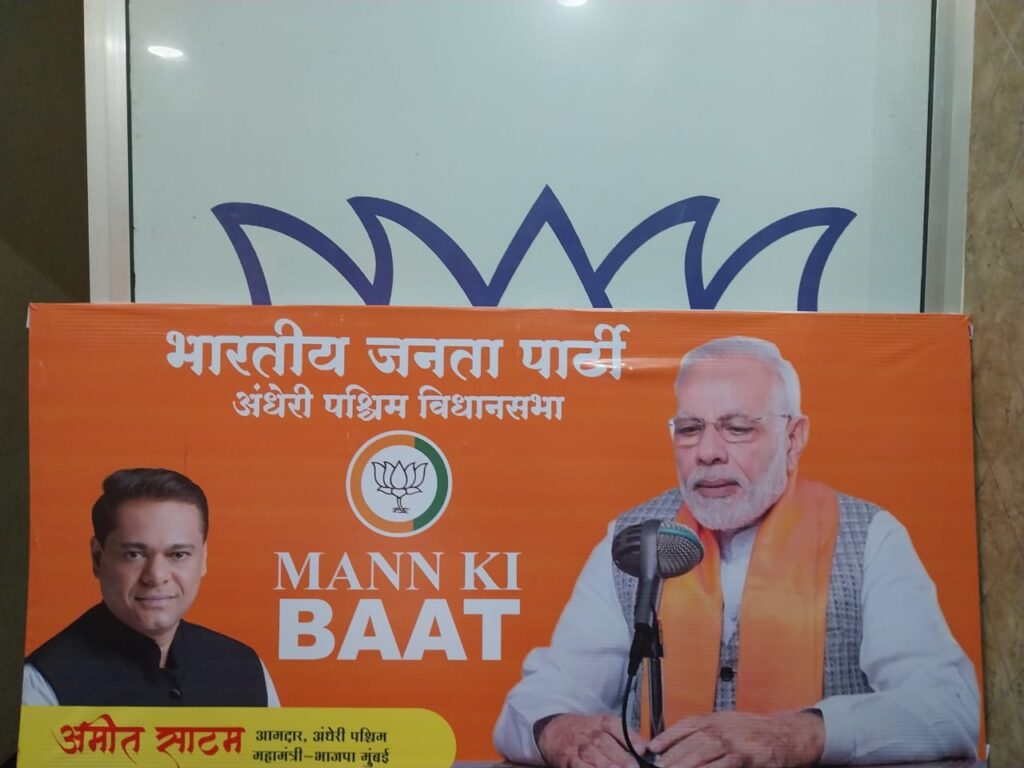 भारतीय जनता पार्टी
अंधेरी पश्चिम विधानसभा
MANN KI
BAAT
अमीत साटम
आमदार, अंधेरी पश्चिम
महामंत्री-भाजपा मुंबई